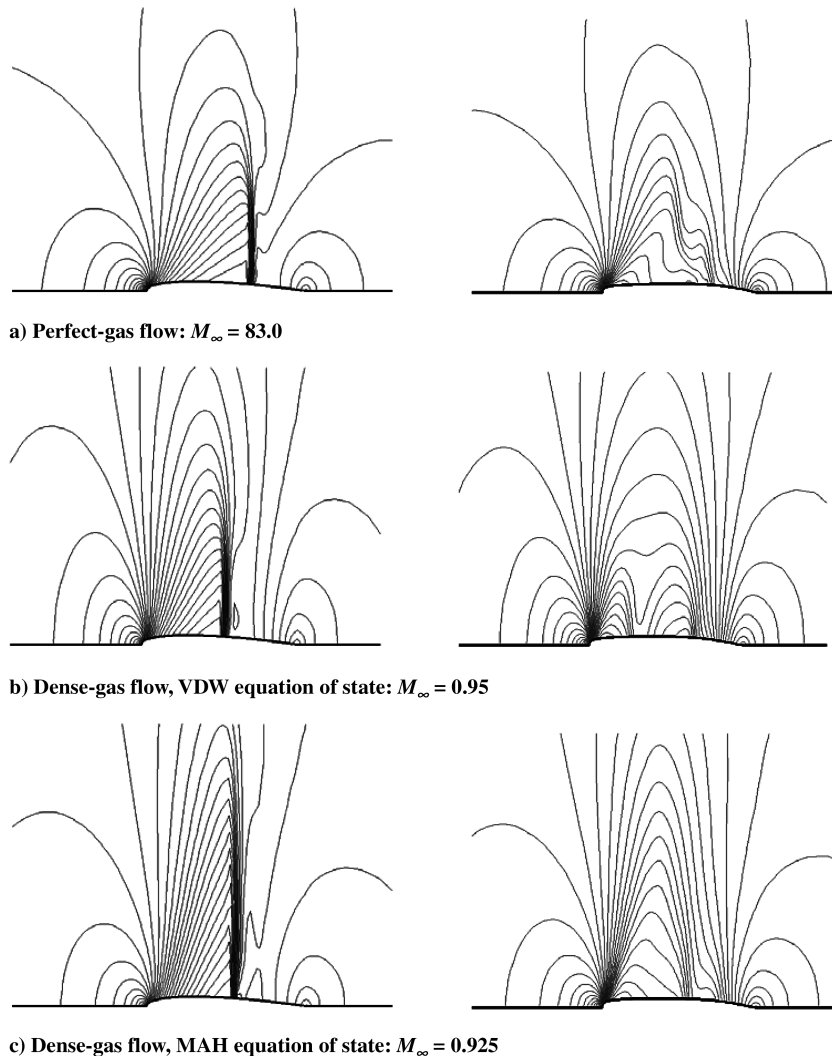 a) Perfect-gas flow: M∞ = 83.0
b) Dense-gas flow, VDW equation of state: M∞ = 0.95
c) Dense-gas flow, MAH equation of state: M∞ = 0.925